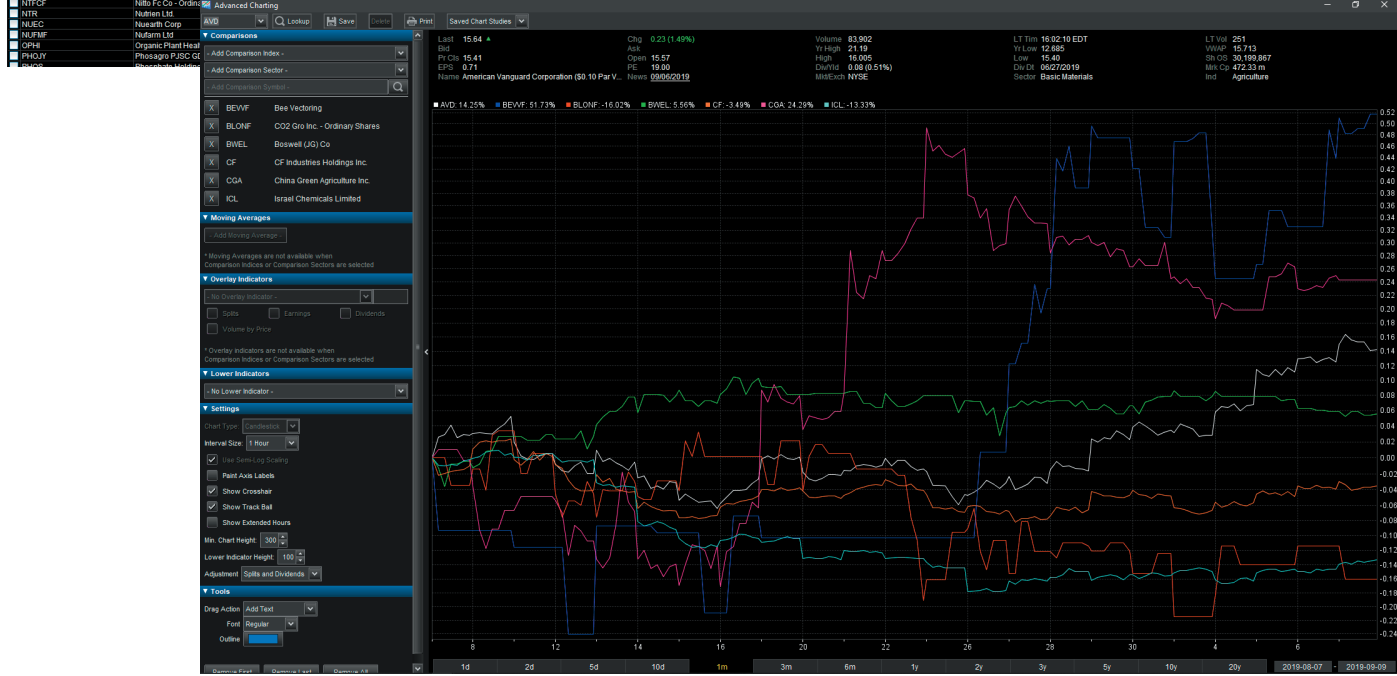 NTFCF Nitto Fc Co - Ordina
NTR Nutrien Ltd.
NUEC Nuearth Corp
NUFMF Nufarm Ltd
OPHI Organic Plant Heal
PHOJY Phosagro PJSC GD
PHOS Phosphate Holdings
Advanced Charting
AVD Lookup Save Delete Print Saved Chart Studies
Comparisons
- Add Comparison Index -
- Add Comparison Sector -
- Add Comparison Symbol -
X BEVVF Bee Vectoring
X BLONF CO2 Gro Inc. - Ordinary Shares
X BWEL Boswell (JG) Co
X CF CF Industries Holdings Inc.
X CGA China Green Agriculture Inc.
X ICL Israel Chemicals Limited
Moving Averages
- Add Moving Average -
* Moving Averages are not available when
Comparison Indices or Comparison Sectors are selected
Overlay Indicators
- No Overlay Indicator -
Splits Earnings Dividends
Volume by Price
* Overlay indicators are not available when
Comparison Indices or Comparison Sectors are selected
Lower Indicators
- No Lower Indicator -
Settings
Chart Type: Candlestick
Interval Size: 1 Hour
Use Semi-Log Scaling
Paint Axis Labels
Show Crosshair
Show Track Ball
Show Extended Hours
Min. Chart Height: 300
Lower Indicator Height: 100
Adjustment Splits and Dividends
Tools
Drag Action Add Text
Font Regular
Outline
Remove First Remove Last Remove All
Last 15.64 Chg 0.23 (1.49%) Volume 83,902 LT Tim 16:02:10 EDT LT Vol 251
Bid Ask Yr High 21.19 Yr Low 12.685 VWAP 15.713
Pr Cls 15.41 Open 15.57 High 16.005 Low 15.40 Sh OS 30,199,867
EPS 0.71 PE 19.00 Div/Yld 0.08 (0.51%) Div Dt 06/27/2019 Mrk Cp 472.33 m
Name American Vanguard Corporation ($0.10 Par V... News 09/06/2019 Mkt/Exch NYSE Sector Basic Materials Ind Agriculture
AVD: 14.25% BEVVF: 51.73% BLONF: -16.02% BWEL: 5.56% CF: -3.49% CGA: 24.29% ICL: -13.33%
0.52
0.50
0.48
0.46
0.44
0.42
0.40
0.38
0.36
0.34
0.32
0.30
0.28
0.26
0.24
0.22
0.20
0.18
0.16
0.14
0.12
0.10
0.08
0.06
0.04
0.02
0.00
-0.02
-0.04
-0.06
-0.08
-0.10
-0.12
-0.14
-0.16
-0.18
-0.20
-0.22
-0.24
8 12 14 16 20 22 26 28 30 4 6
1d 2d 5d 10d 1m 3m 6m 1y 2y 3y 5y 10y 20y 2019-08-07 - 2019-09-09